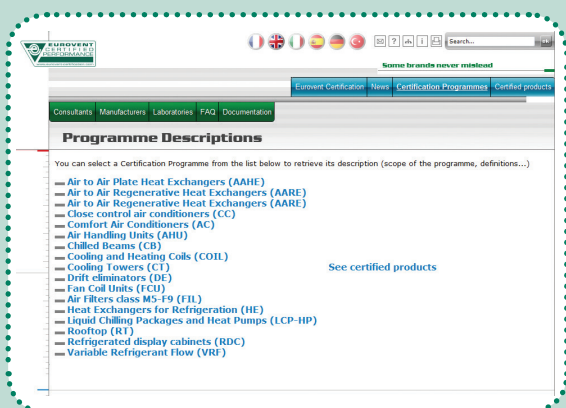 EUROVENT
CERTIFIED
PERFORMANCE
Search...
Some brands never mislead
Eurovent Certification News Certification Programmes Certified products
Consultants Manufacturers Laboratories FAQ Documentation
Programme Descriptions
You can select a Certification Programme from the list below to retrieve its description (scope of the programme, definitions...)
Air to Air Plate Heat Exchangers (AAHE)
Air to Air Regenerative Heat Exchangers (AARE)
Air to Air Regenerative Heat Exchangers (AARE)
Close control air conditioners (CC)
Comfort Air Conditioners (AC)
Air Handling Units (AHU)
Chilled Beams (CB)
Cooling and Heating Coils (COIL)
Cooling Towers (CT) See certified products
Drift eliminators (DE)
Fan Coil Units (FCU)
Air Filters class M5-F9 (FIL)
Heat Exchangers for Refrigeration (HE)
Liquid Chilling Packages and Heat Pumps (LCP-HP)
Rooftop (RT)
Refrigerated display cabinets (RDC)
Variable Refrigerant Flow (VRF)